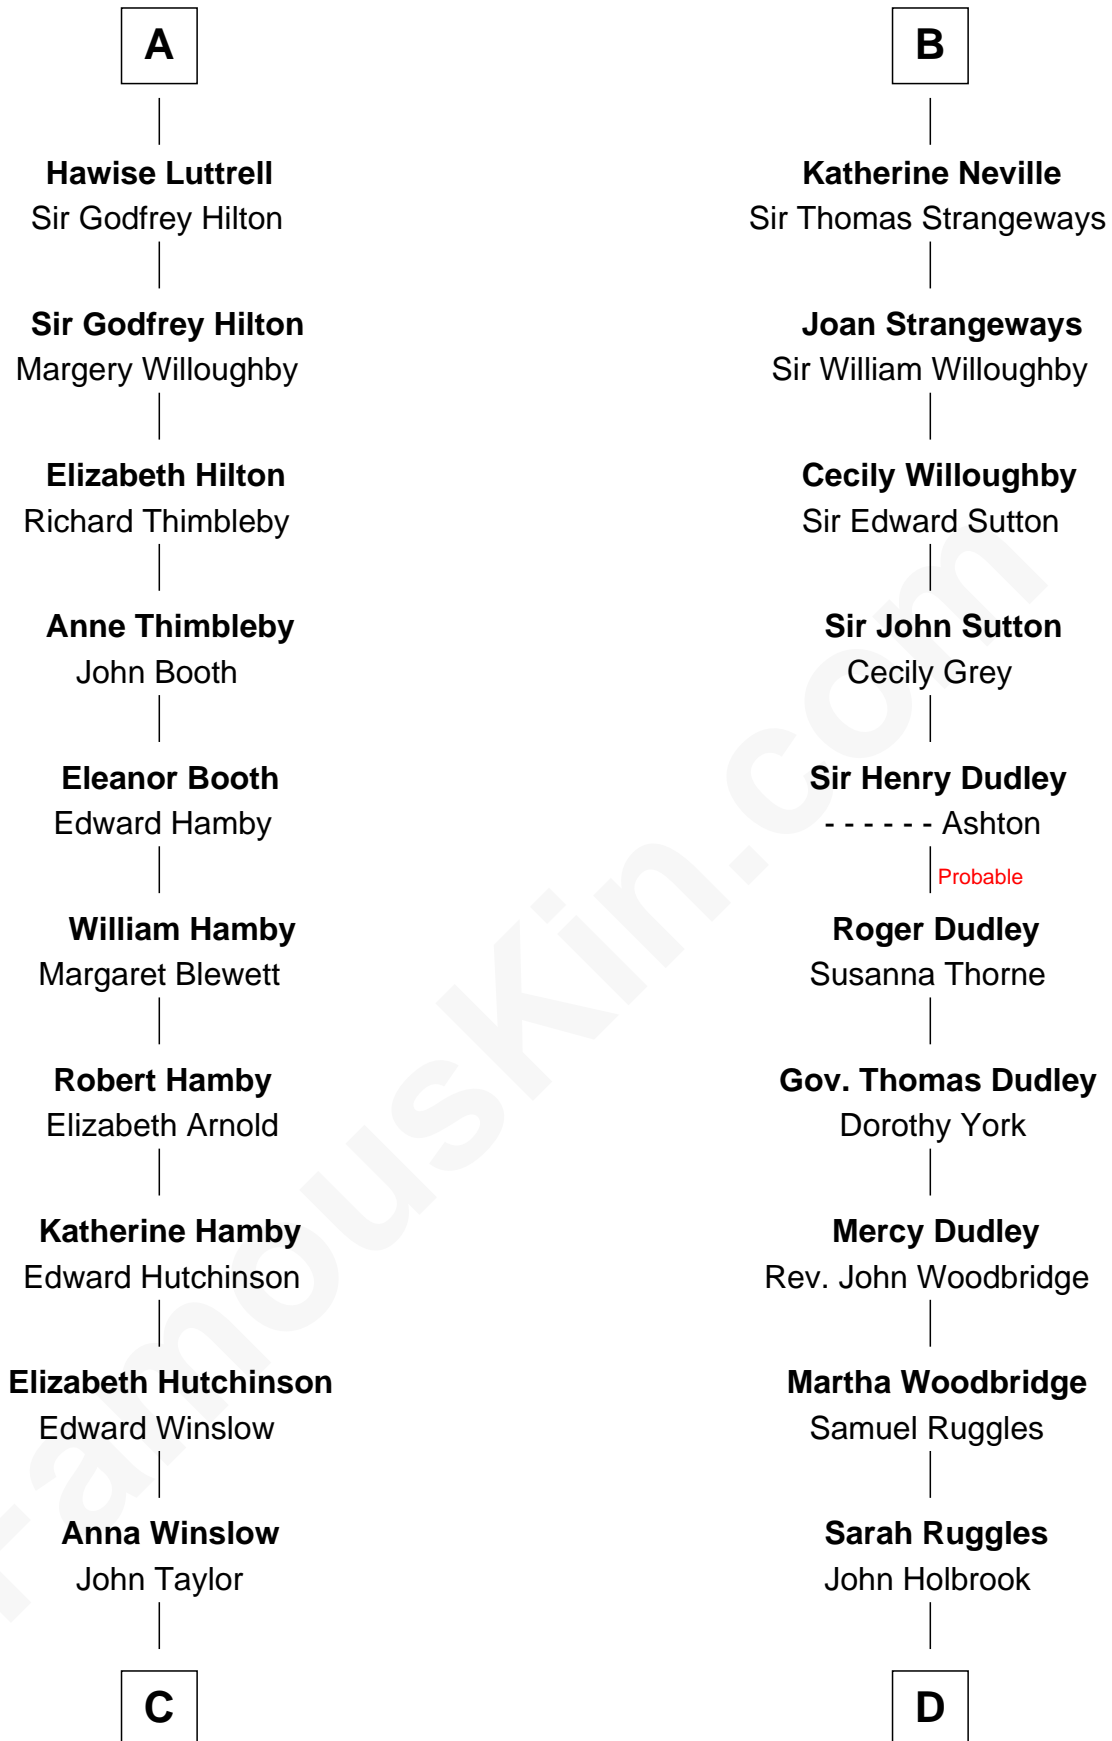 A
Hawise Luttrell
Sir Godfrey Hilton
Sir Godfrey Hilton
Margery Willoughby
Elizabeth Hilton
Richard Thimbleby
Anne Thimbleby
John Booth
Eleanor Booth
Edward Hamby
William Hamby
Margaret Blewett
Robert Hamby
Elizabeth Arnold
Katherine Hamby
Edward Hutchinson
Elizabeth Hutchinson
Edward Winslow
Anna Winslow
John Taylor
C
B
Katherine Neville
Sir Thomas Strangeways
Joan Strangeways
Sir William Willoughby
Cecily Willoughby
Sir Edward Sutton
Sir John Sutton
Cecily Grey
Sir Henry Dudley
- - - - - - Ashton
Probable
Roger Dudley
Susanna Thorne
Gov. Thomas Dudley
Dorothy York
Mercy Dudley
Rev. John Woodbridge
Martha Woodbridge
Samuel Ruggles
Sarah Ruggles
John Holbrook
D
FamousKin.com